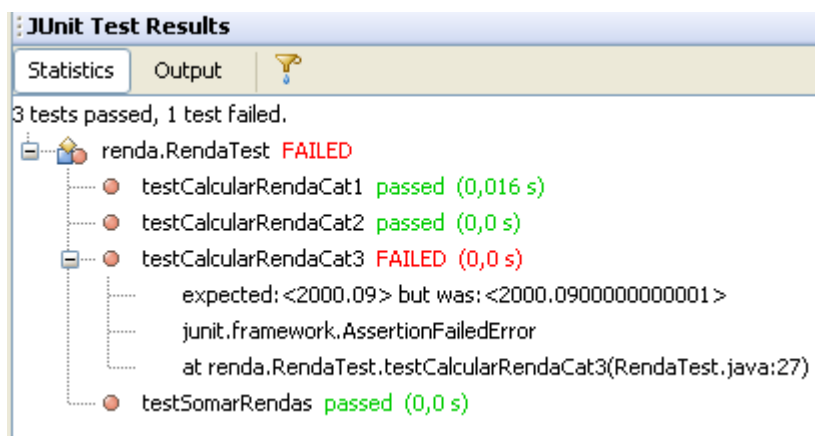 JUnit Test Results
Statistics Output
3 tests passed, 1 test failed.
renda.RendaTest FAILED
testCalcularRendaCat1 passed (0,016 s)
testCalcularRendaCat2 passed (0,0 s)
testCalcularRendaCat3 FAILED (0,0 s)
expected:<2000.09> but was:<2000.0900000000001>
junit.framework.AssertionFailedError
at renda.RendaTest.testCalcularRendaCat3(RendaTest.java:27)
testSomarRendas passed (0,0 s)